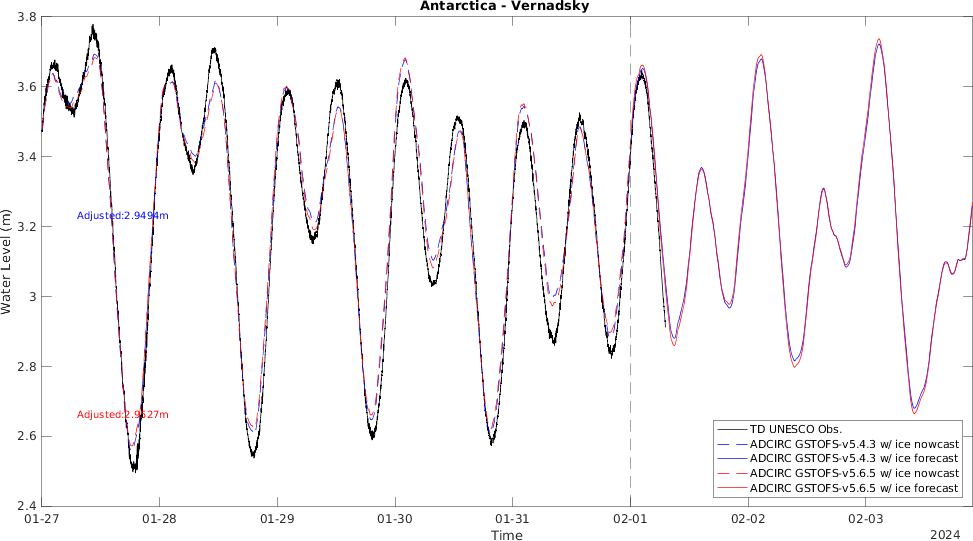 Antarctica - Vernadsky
Water Level (m)
3.8
3.6
3.4
3.2
3
2.8
2.6
2.4
Adjusted:2.9494m
Adjusted:2.9527m
TD UNESCO Obs.
ADCIRC GSTOFS-v5.4.3 w/ ice nowcast
ADCIRC GSTOFS-v5.4.3 w/ ice forecast
ADCIRC GSTOFS-v5.6.5 w/ ice nowcast
ADCIRC GSTOFS-v5.6.5 w/ ice forecast
01-27 01-28 01-29 01-30 01-31 02-01 02-02 02-03
Time
2024